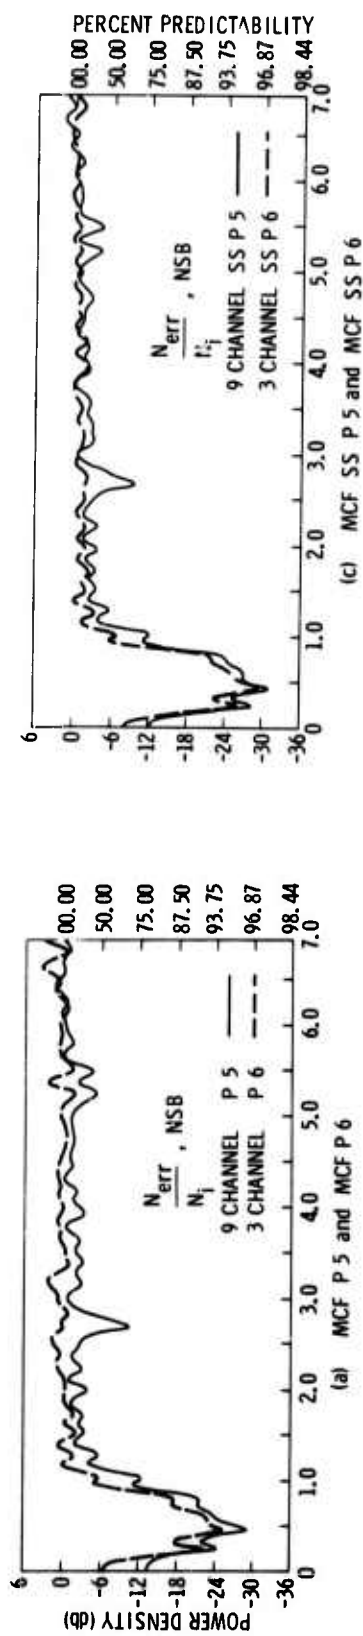 POWER DENSITY (db)
6
0
-6
-12
-18
-24
-30
-36
00.00
50.00
75.00
87.50
93.75
96.87
98.44
N err , NSB
N j
9 CHANNEL P 5
3 CHANNEL P 6
0 1.0 2.0 3.0 4.0 5.0 6.0 7.0
(a) MCF P 5 and MCF P 6
6
0
-6
-12
-18
-24
-30
-36
PERCENT PREDICTABILITY
00.00
50.00
75.00
87.50
93.75
96.87
98.44
N err , NSB
9 CHANNEL SS P 5
3 CHANNEL SS P 6
0 1.0 2.0 3.0 4.0 5.0 6.0 7.0
(c) MCF SS P 5 and MCF SS P 6